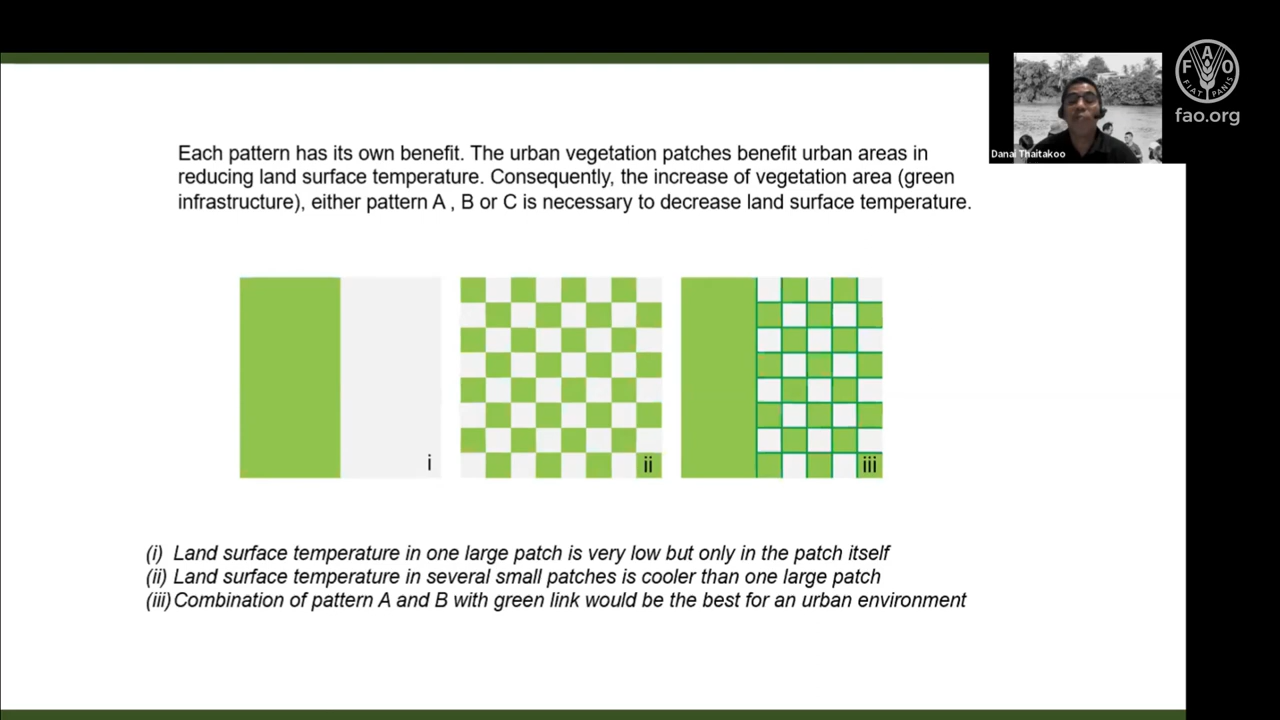 Each pattern has its own benefit. The urban vegetation patches benefit urban areas in
reducing land surface temperature. Consequently, the increase of vegetation area (green
infrastructure), either pattern A , B or C is necessary to decrease land surface temperature.
F A O
FIAT PANIS
fao.org
Danai Thaitakoo
i
ii
iii
(i) Land surface temperature in one large patch is very low but only in the patch itself
(ii) Land surface temperature in several small patches is cooler than one large patch
(iii) Combination of pattern A and B with green link would be the best for an urban environment